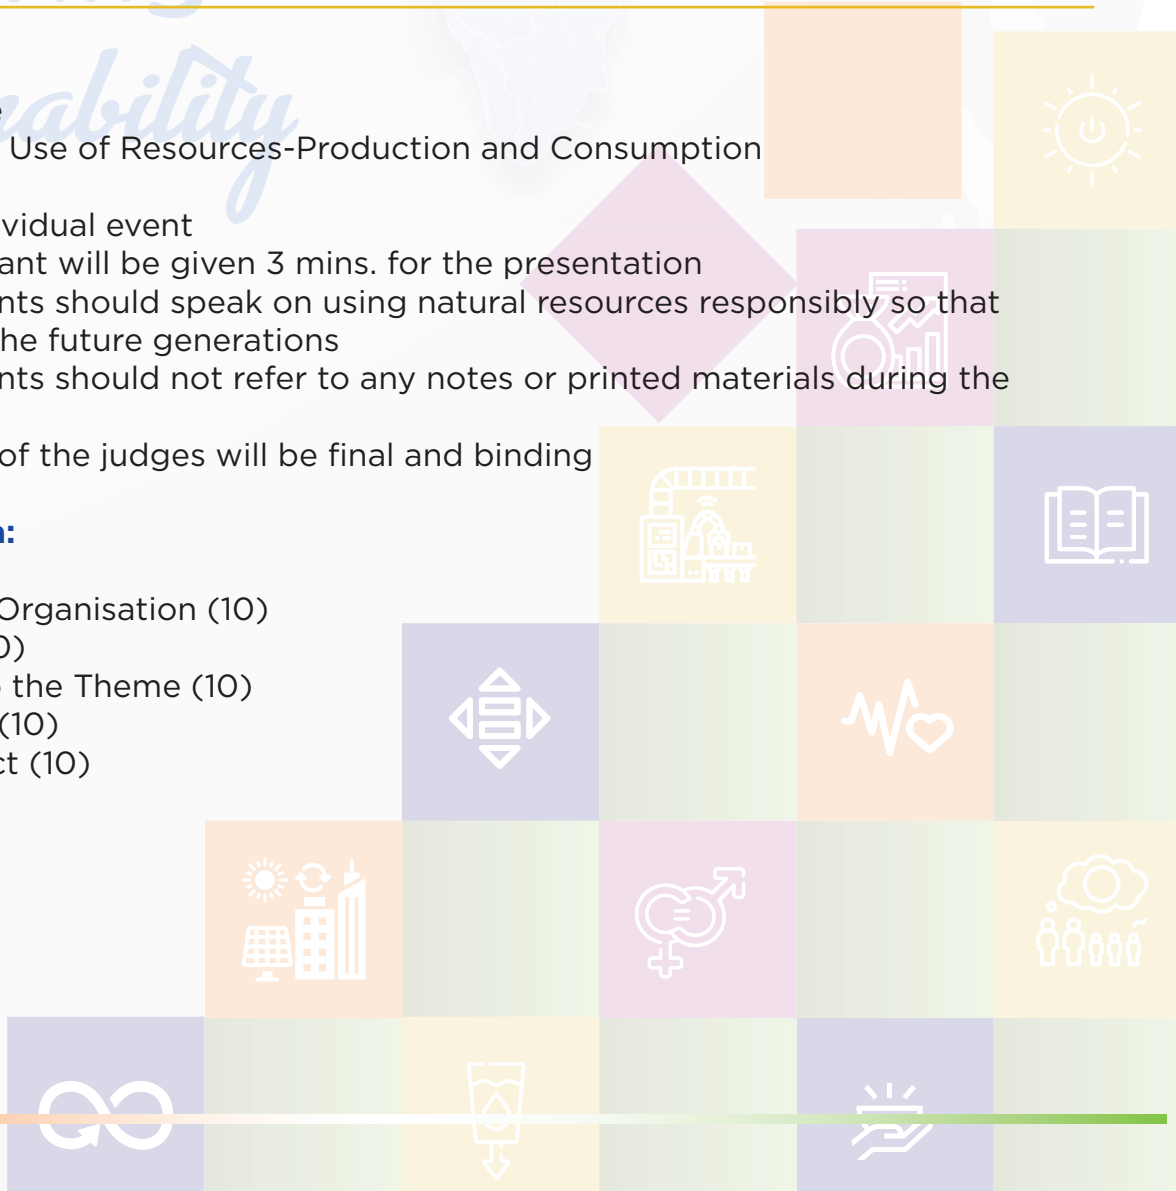 ability
e
Use of Resources-Production and Consumption
vidual event
ant will be given 3 mins. for the presentation
nts should speak on using natural resources responsibly so that
he future generations
nts should not refer to any notes or printed materials during the
of the judges will be final and binding
n:
Organisation (10)
0)
o the Theme (10)
(10)
ct (10)